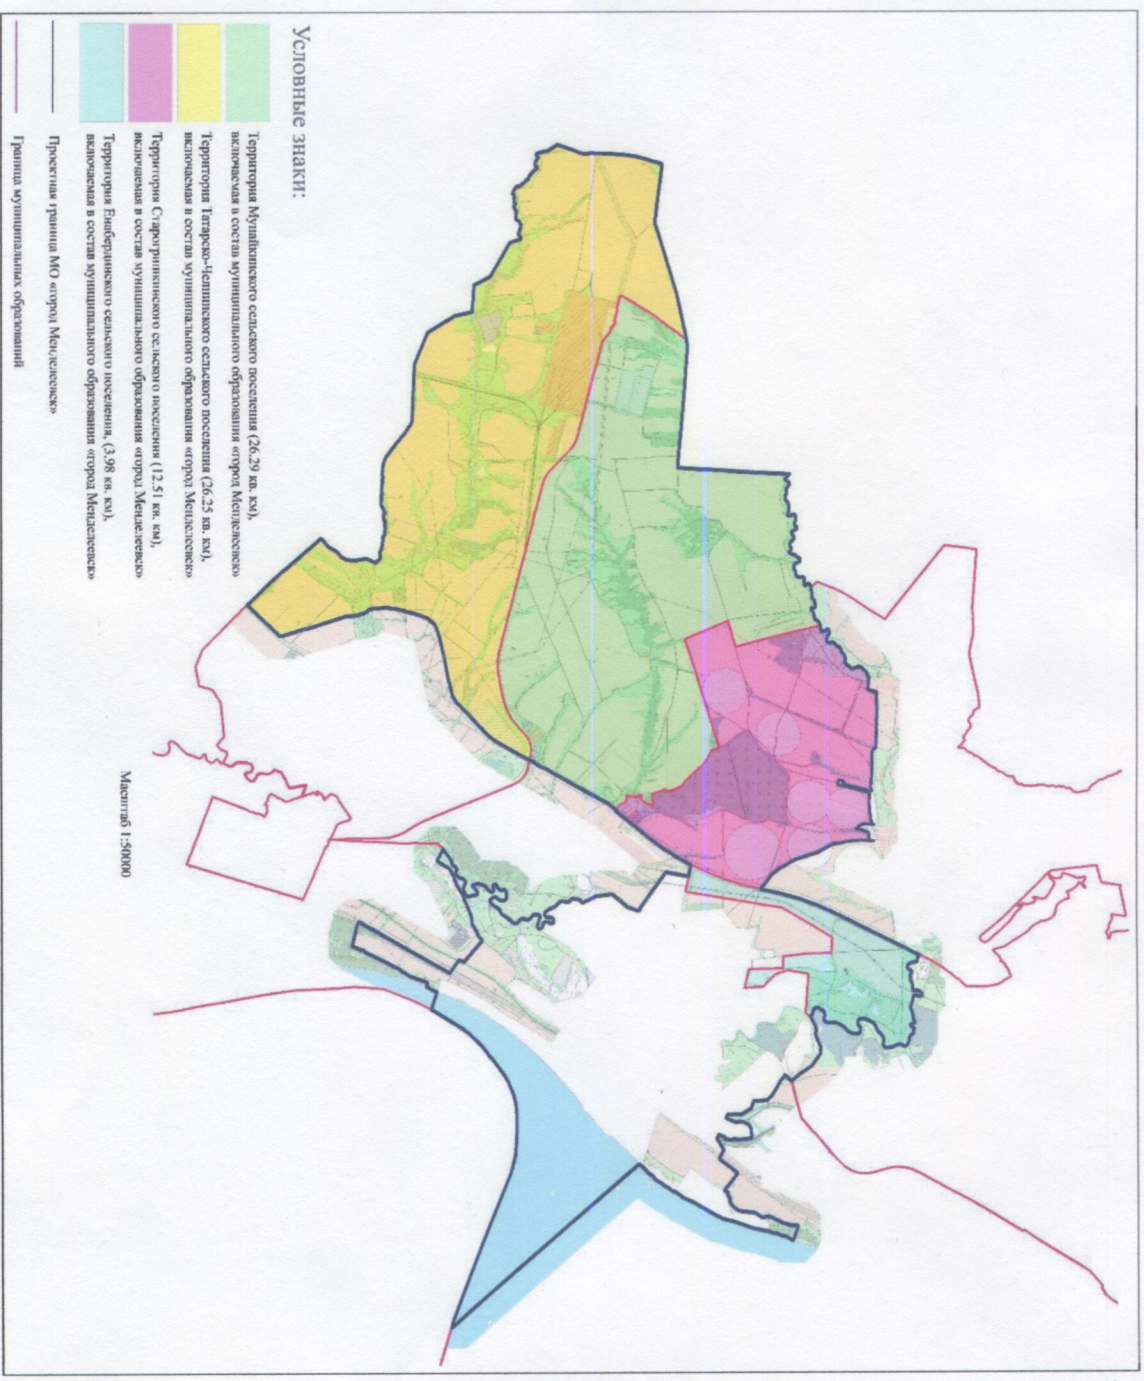 Условные знаки:
Территория Мунайкинского сельского поселения (26.29 кв. км),
включаемая в состав муниципального образования «город Менделеевск»
Территория Татарско-Челнинского сельского поселения (26.25 кв. км),
включаемая в состав муниципального образования «город Менделеевск»
Территория Старогришкинского сельского поселения (12.51 кв. км),
включаемая в состав муниципального образования «город Менделеевск»
Территория Енабердинского сельского поселения, (3.98 кв. км),
включаемая в состав муниципального образования «город Менделеевск»
Проектная граница МО «город Менделеевск»
Граница муниципальных образований
Масштаб 1:50000